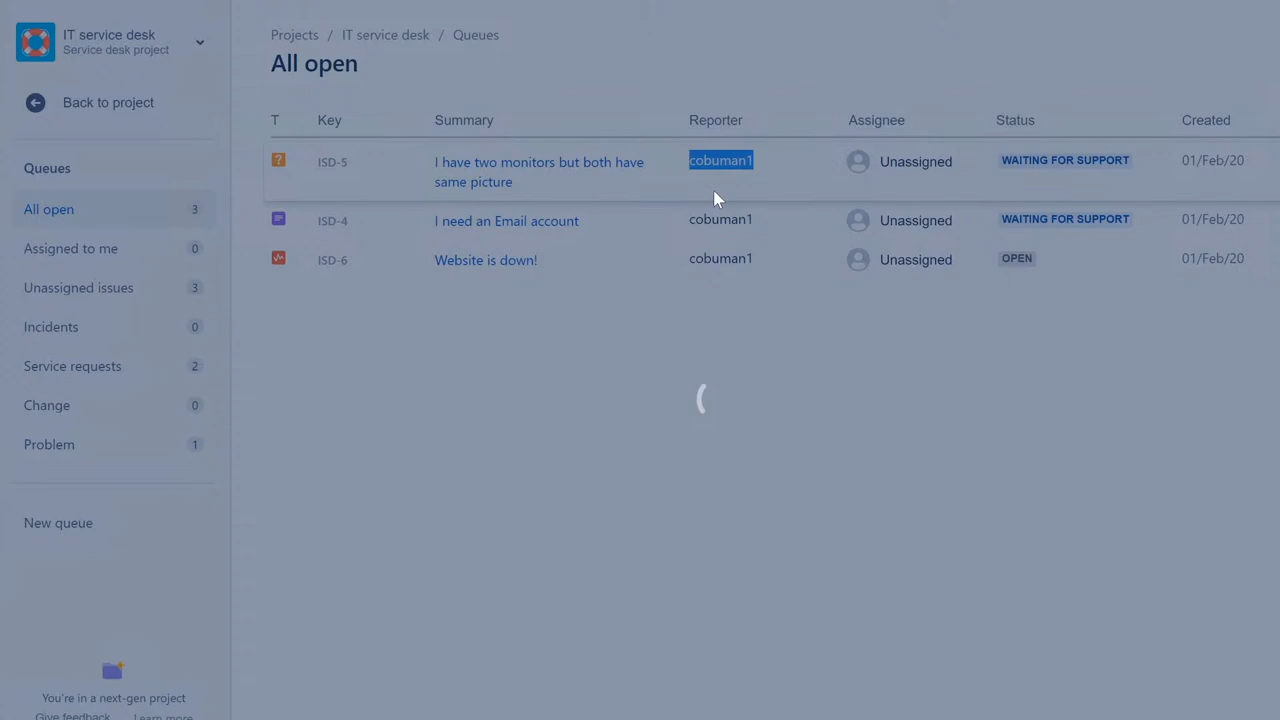 IT service desk
Service desk project
Back to project
Queues
All open 3
Assigned to me 0
Unassigned issues 3
Incidents 0
Service requests 2
Change 0
Problem 1
New queue
You're in a next-gen project
Give feedback Learn more
Projects / IT service desk / Queues
All open
T Key Summary Reporter Assignee Status Created
? ISD-5 I have two monitors but both have cobuman1 Unassigned WAITING FOR SUPPORT 01/Feb/20
same picture
ISD-4 I need an Email account cobuman1 Unassigned WAITING FOR SUPPORT 01/Feb/20
ISD-6 Website is down! cobuman1 Unassigned OPEN 01/Feb/20